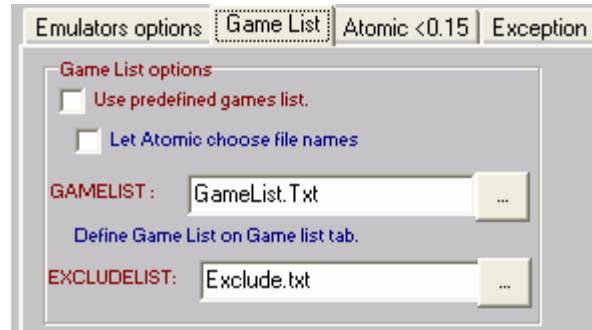 Emulators options Game List Atomic <0.15 Exception
Game List options
Use predefined games list.
Let Atomic choose file names
GAMELIST : GameList.Txt ...
Define Game List on Game list tab.
EXCLUDELIST: Exclude.txt ...